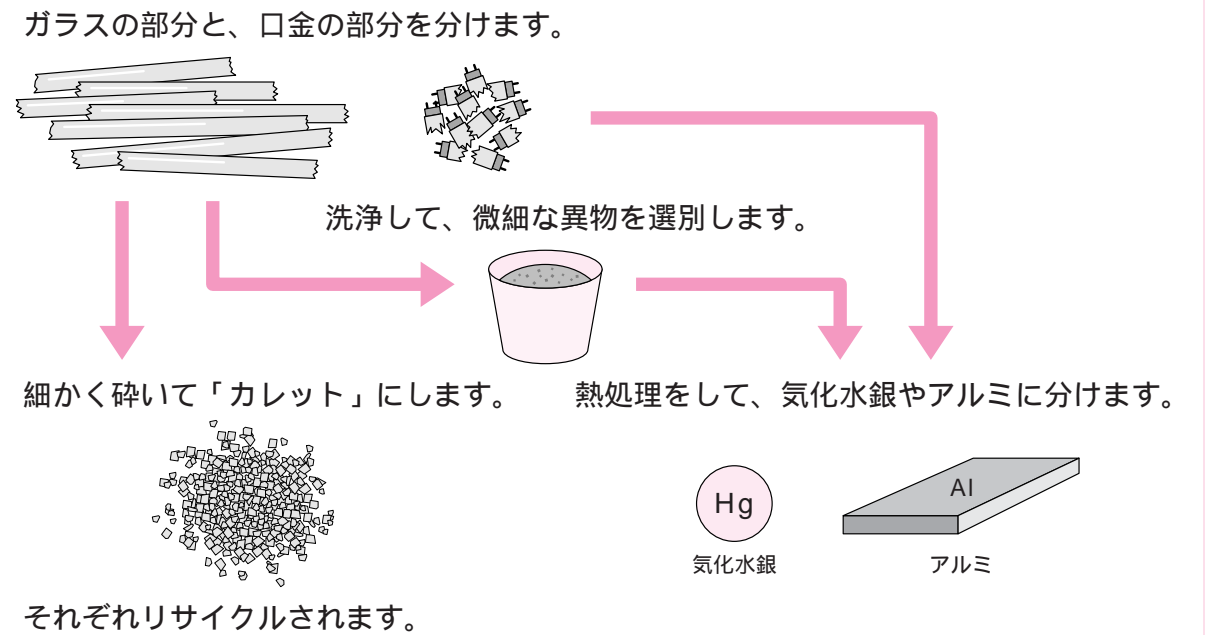 ガラスの部分と、口金の部分を分けます。
洗浄して、微細な異物を選別します。
細かく砕いて「カレット」にします。
熱処理をして、気化水銀やアルミに分けます。
Hg
Al
気化水銀
アルミ
それぞれリサイクルされます。